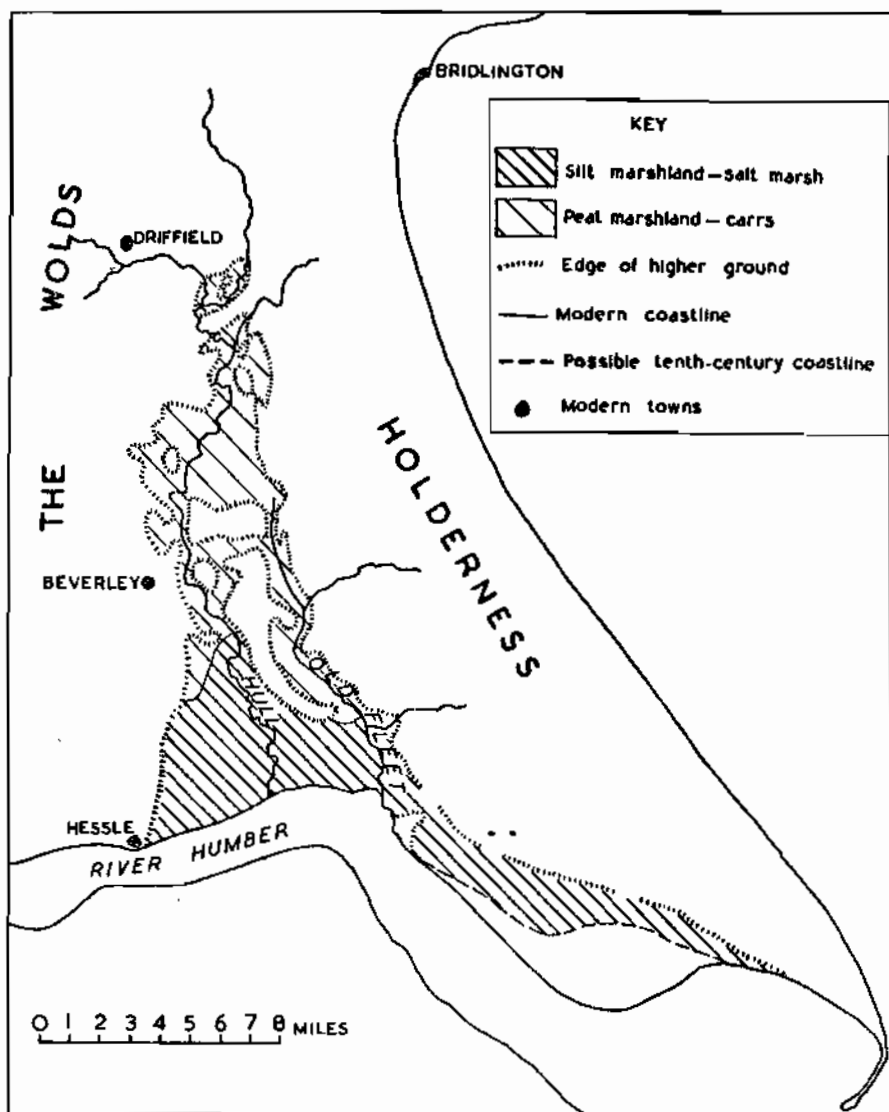 BRIDLINGTON
KEY
Silt marshland—salt marsh
Peat marshland—carrs
Edge of higher ground
Modern coastline
Possible tenth-century coastline
Modern towns
THE WOLDS
DRIFFIELD
HOLDERNESS
BEVERLEY
HULL
OLD FLEET
HESSLE
RIVER HUMBER
0 1 2 3 4 5 6 7 8 MILES